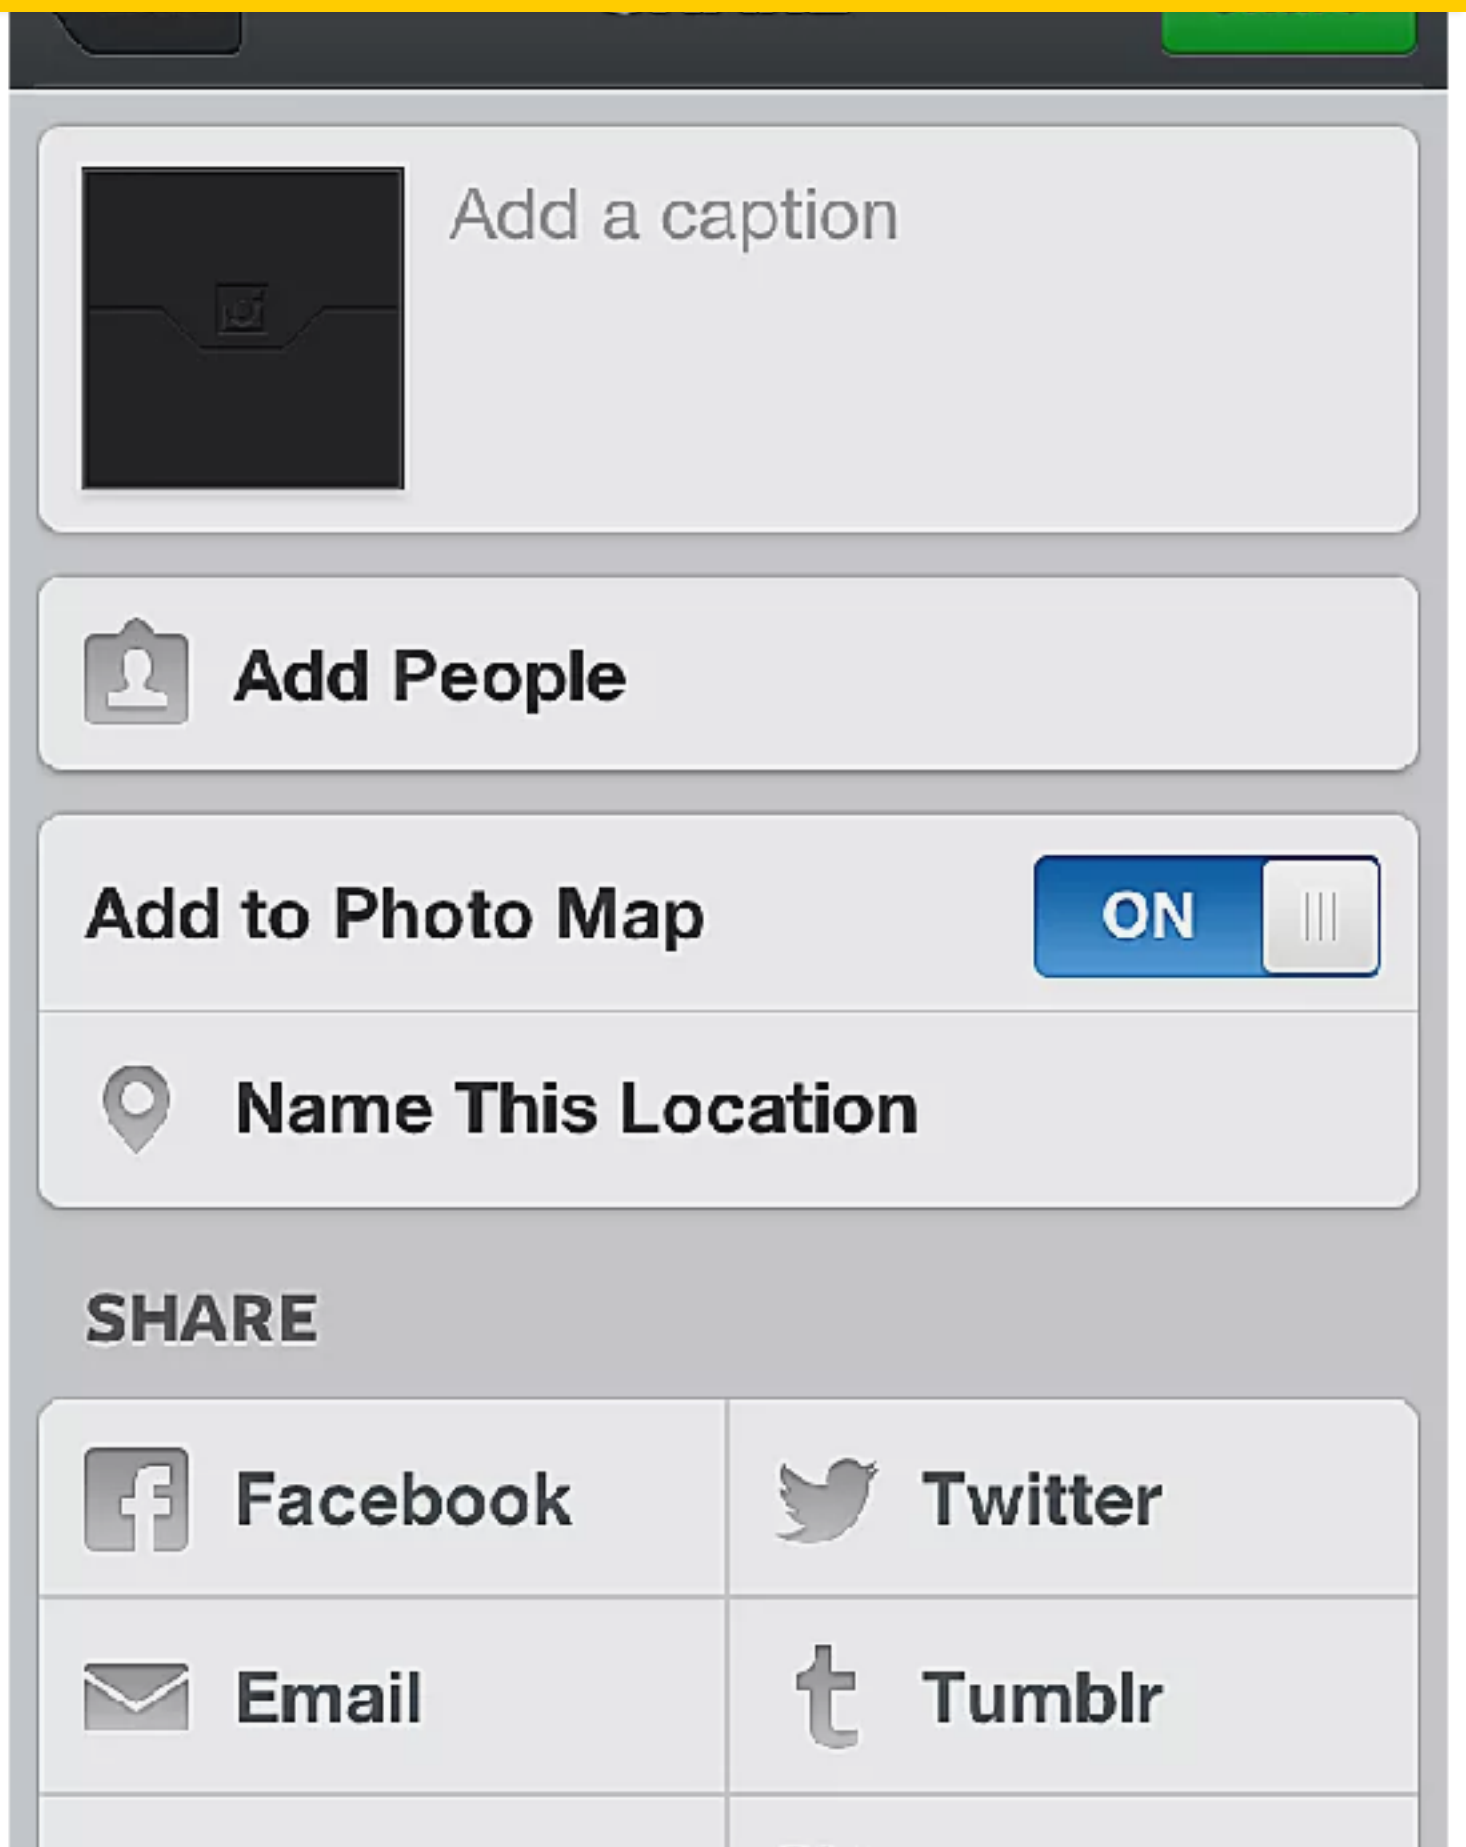 Add a caption
Add People
Add to Photo Map ON
Name This Location
SHARE
Facebook Twitter
Email Tumblr